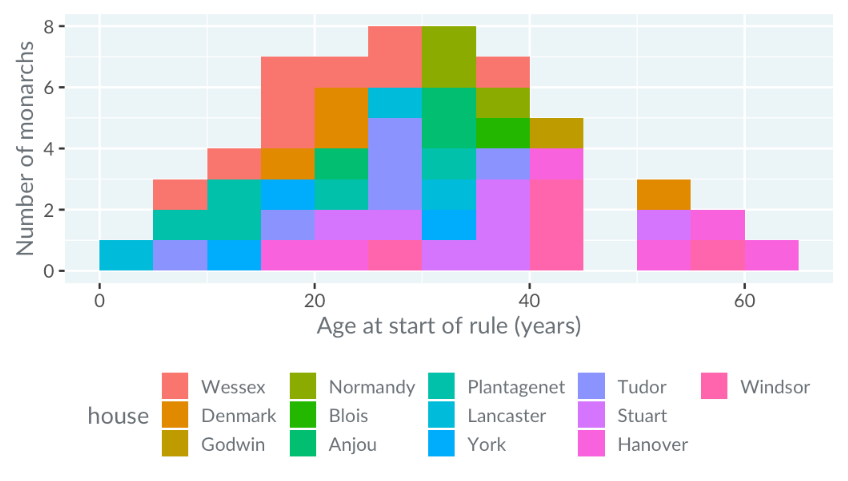 Number of monarchs
8
6
4
2
0
0 20 40 60
Age at start of rule (years)
house
Wessex Normandy Plantagenet Tudor Windsor
Denmark Blois Lancaster Stuart
Godwin Anjou York Hanover